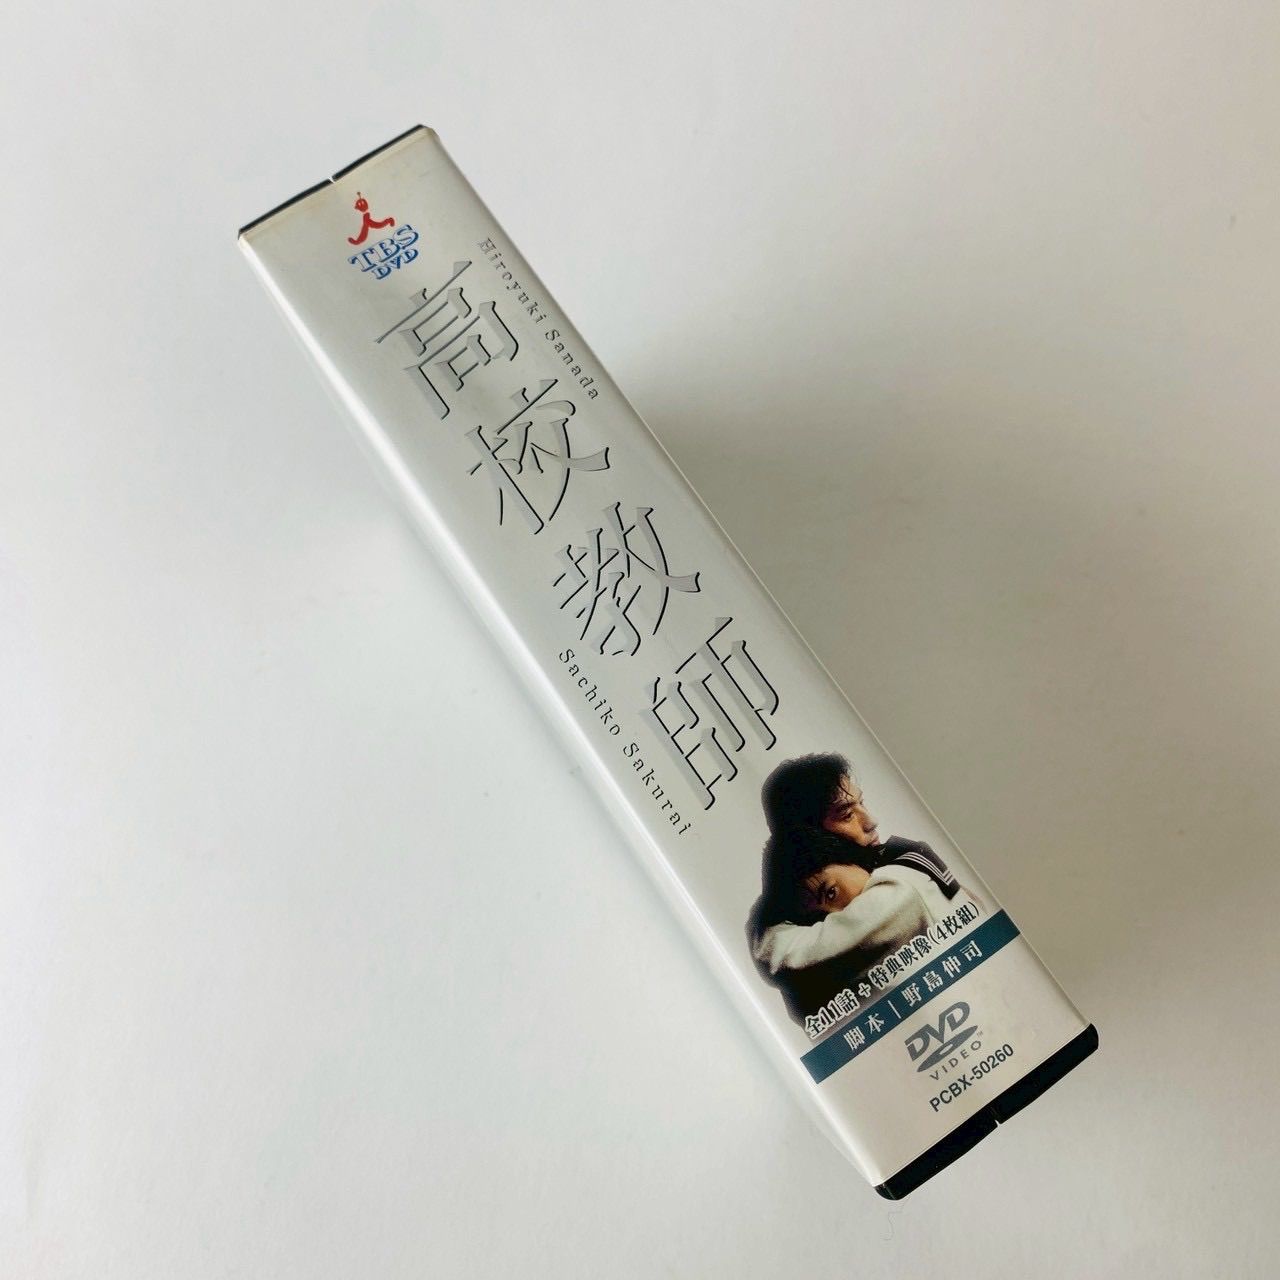 TBS
DVD
Hiroyuki Sanada
高校教師
Sachiko Sakurai
全11話+特典映像(4枚組)
脚本|野島伸司
DVD™
VIDEO
PCBX-50260